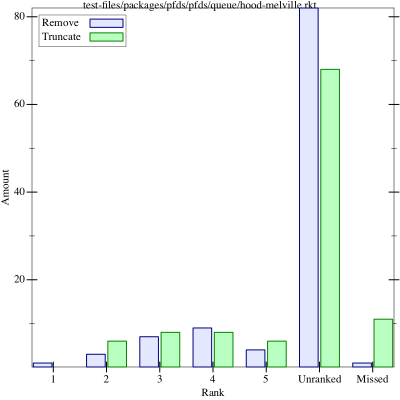 test-files/packages/pfds/pfds/queue/hood-melville.rkt
Remove
Truncate
80
60
40
20
Amount
1 2 3 4 5 Unranked Missed
Rank